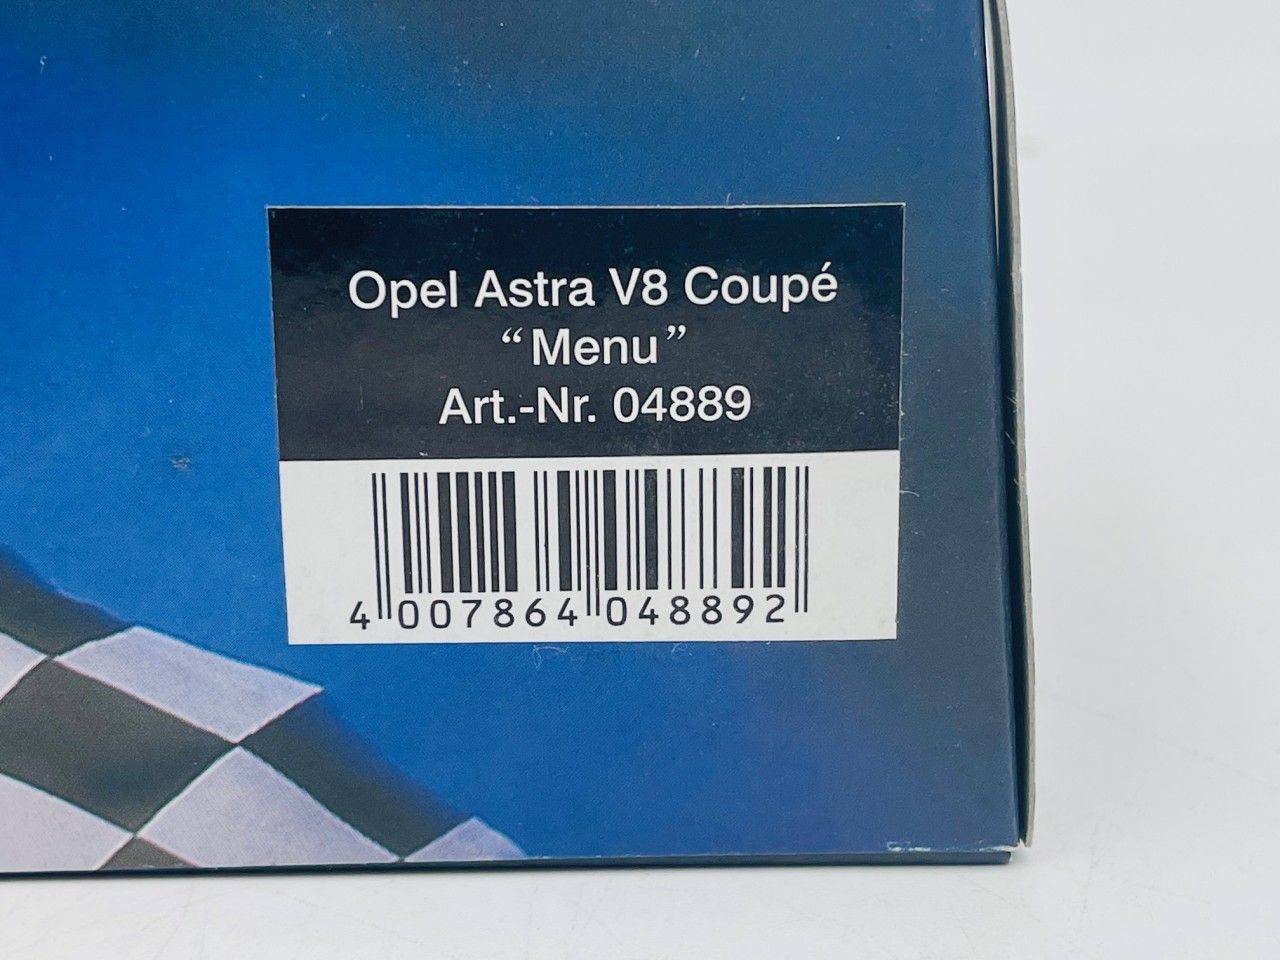 Opel Astra V8 Coupé
“Menu”
Art.-Nr. 04889
4 007864 048892